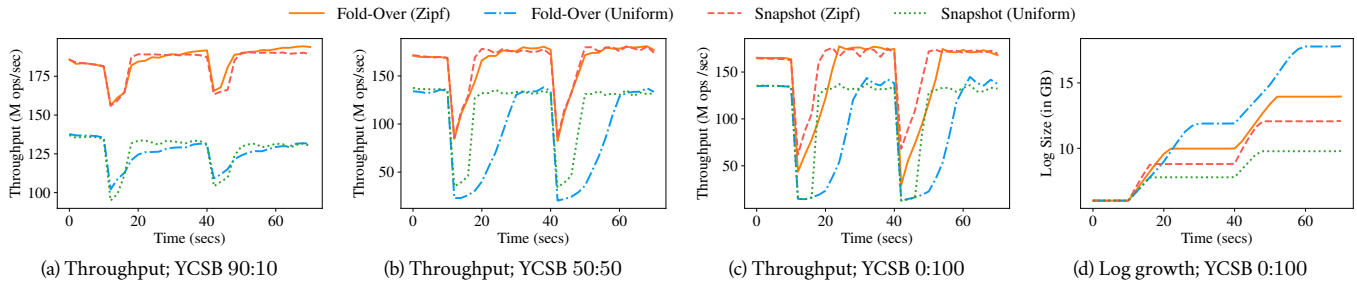 Fold-Over (Zipf) Fold-Over (Uniform) Snapshot (Zipf) Snapshot (Uniform)
Throughput (M ops/sec)
175
150
125
100
0 20 40 60
Time (secs)
(a) Throughput; YCSB 90:10
Throughput (M ops/sec)
150
100
50
0 20 40 60
Time (secs)
(b) Throughput; YCSB 50:50
Throughput (M ops /sec)
150
100
50
0 20 40 60
Time (secs)
(c) Throughput; YCSB 0:100
Log Size (in GB)
15
10
0 20 40 60
Time (secs)
(d) Log growth; YCSB 0:100